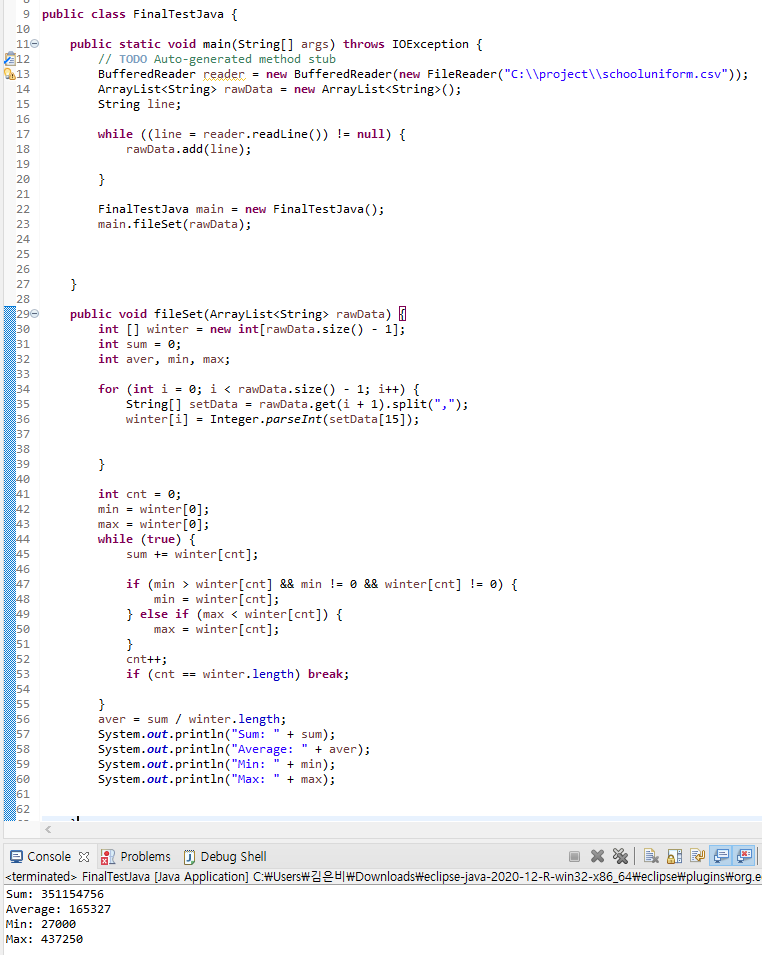 9 public class FinalTestJava {
10
11 public static void main(String[] args) throws IOException {
12 // TODO Auto-generated method stub
13 BufferedReader reader = new BufferedReader(new FileReader("C:\\project\\schooluniform.csv"));
14 ArrayList<String> rawData = new ArrayList<String>();
15 String line;
16
17 while ((line = reader.readLine()) != null) {
18 rawData.add(line);
19
20 }
21
22 FinalTestJava main = new FinalTestJava();
23 main.fileSet(rawData);
24
25
26
27 }
28
29 public void fileSet(ArrayList<String> rawData) {
30 int [] winter = new int[rawData.size() - 1];
31 int sum = 0;
32 int aver, min, max;
33
34 for (int i = 0; i < rawData.size() - 1; i++) {
35 String[] setData = rawData.get(i + 1).split(",");
36 winter[i] = Integer.parseInt(setData[15]);
37
38
39 }
40
41 int cnt = 0;
42 min = winter[0];
43 max = winter[0];
44 while (true) {
45 sum += winter[cnt];
46
47 if (min > winter[cnt] && min != 0 && winter[cnt] != 0) {
48 min = winter[cnt];
49 } else if (max < winter[cnt]) {
50 max = winter[cnt];
51 }
52 cnt++;
53 if (cnt == winter.length) break;
54
55 }
56 aver = sum / winter.length;
57 System.out.println("Sum: " + sum);
58 System.out.println("Average: " + aver);
59 System.out.println("Min: " + min);
60 System.out.println("Max: " + max);
61
62
Console Problems Debug Shell
<terminated> FinalTestJava [Java Application] C:₩Users₩김은비₩Downloads₩eclipse-java-2020-12-R-win32-x86_64₩eclipse₩plugins₩org.e
Sum: 351154756
Average: 165327
Min: 27000
Max: 437250